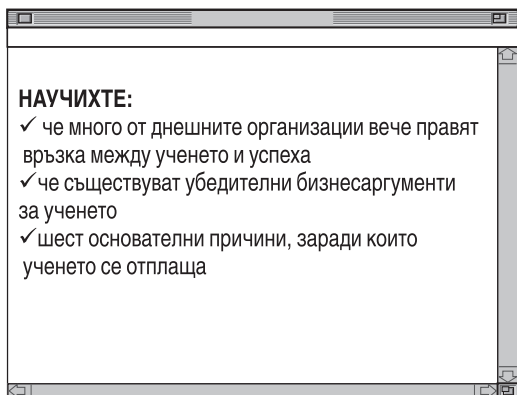 НАУЧИХТЕ:
✓ че много от днешните организации вече правят
връзка между ученето и успеха
✓ че съществуват убедителни бизнесаргументи
за ученето
✓ шест основателни причини, заради които
ученето се отплаща